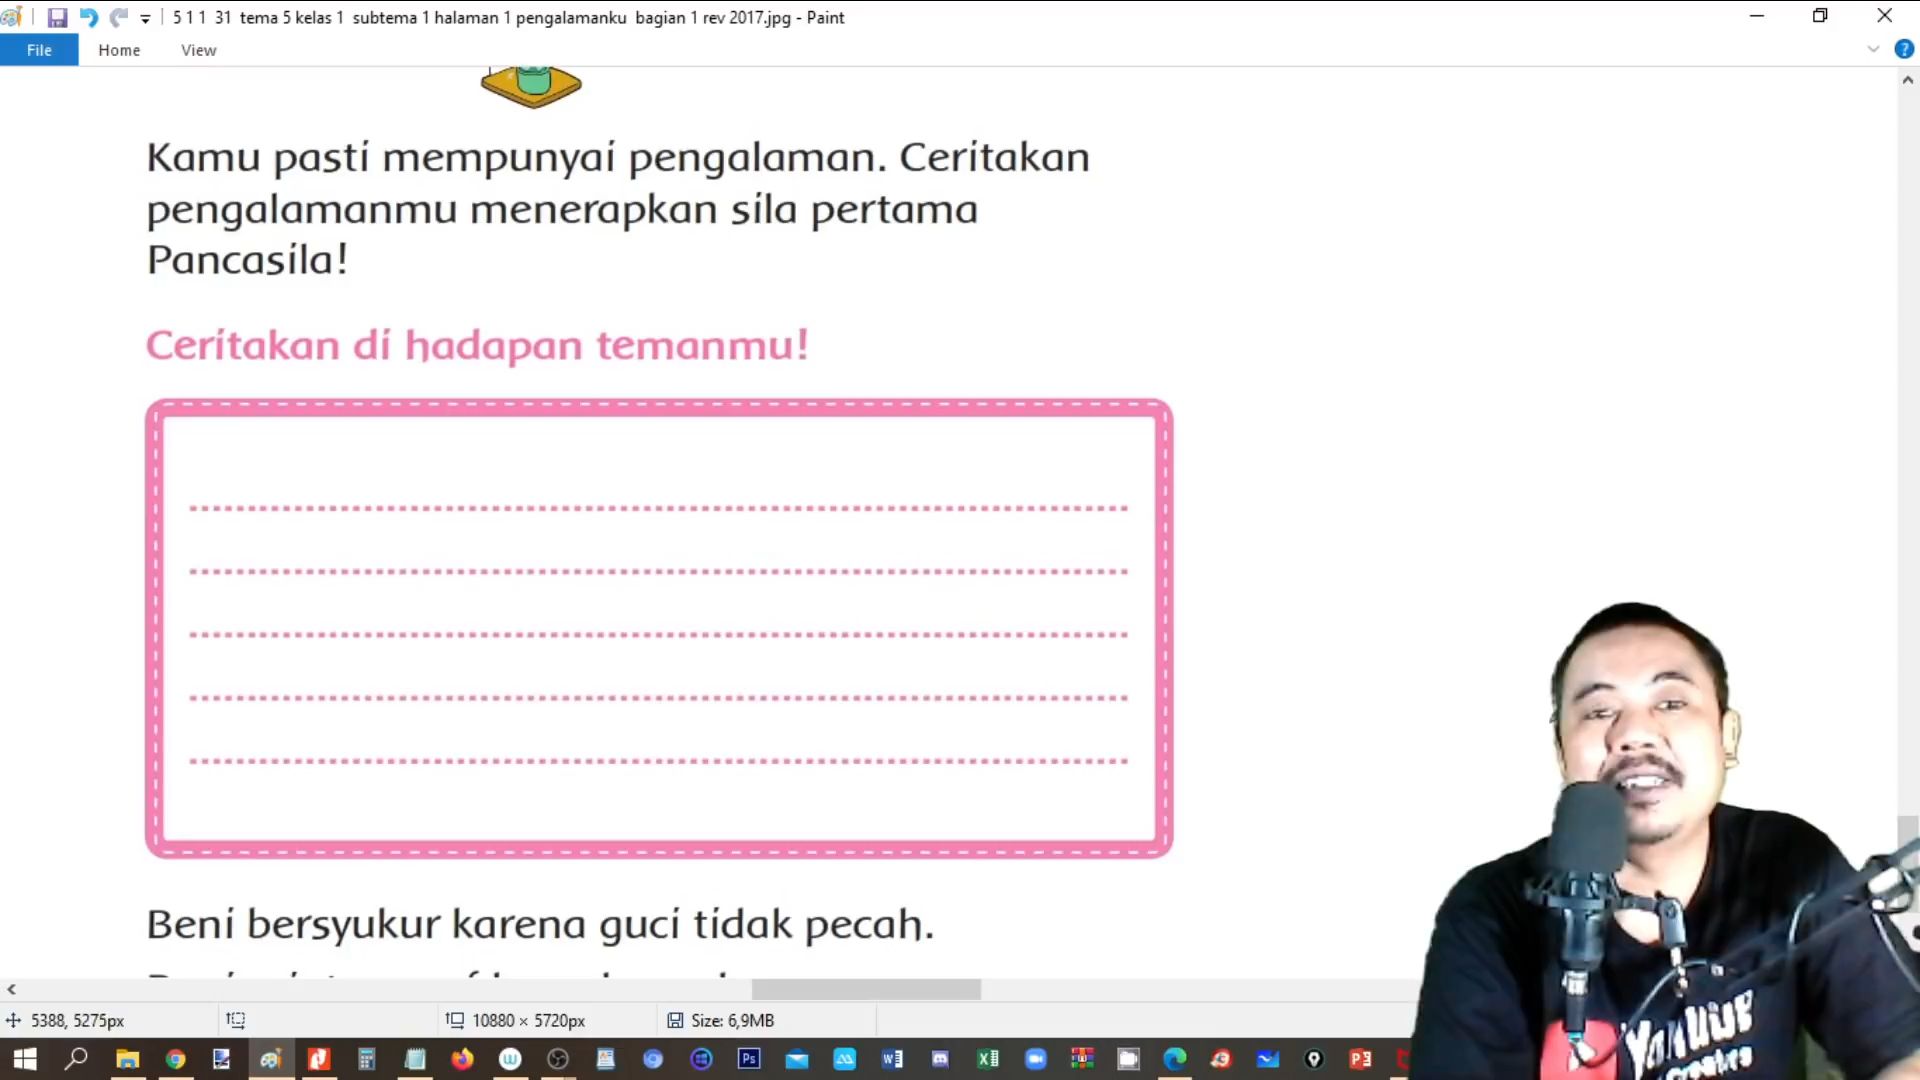 5 1 1 31 tema 5 kelas 1 subtema 1 halaman 1 pengalamanku bagian 1 rev 2017.jpg - Paint
File Home View
Kamu pasti mempunyai pengalaman. Ceritakan
pengalamanmu menerapkan sila pertama
Pancasila!
Ceritakan di hadapan temanmu!
Beni bersyukur karena guci tidak pecah.
5388, 5275px 10880 × 5720px Size: 6,9MB